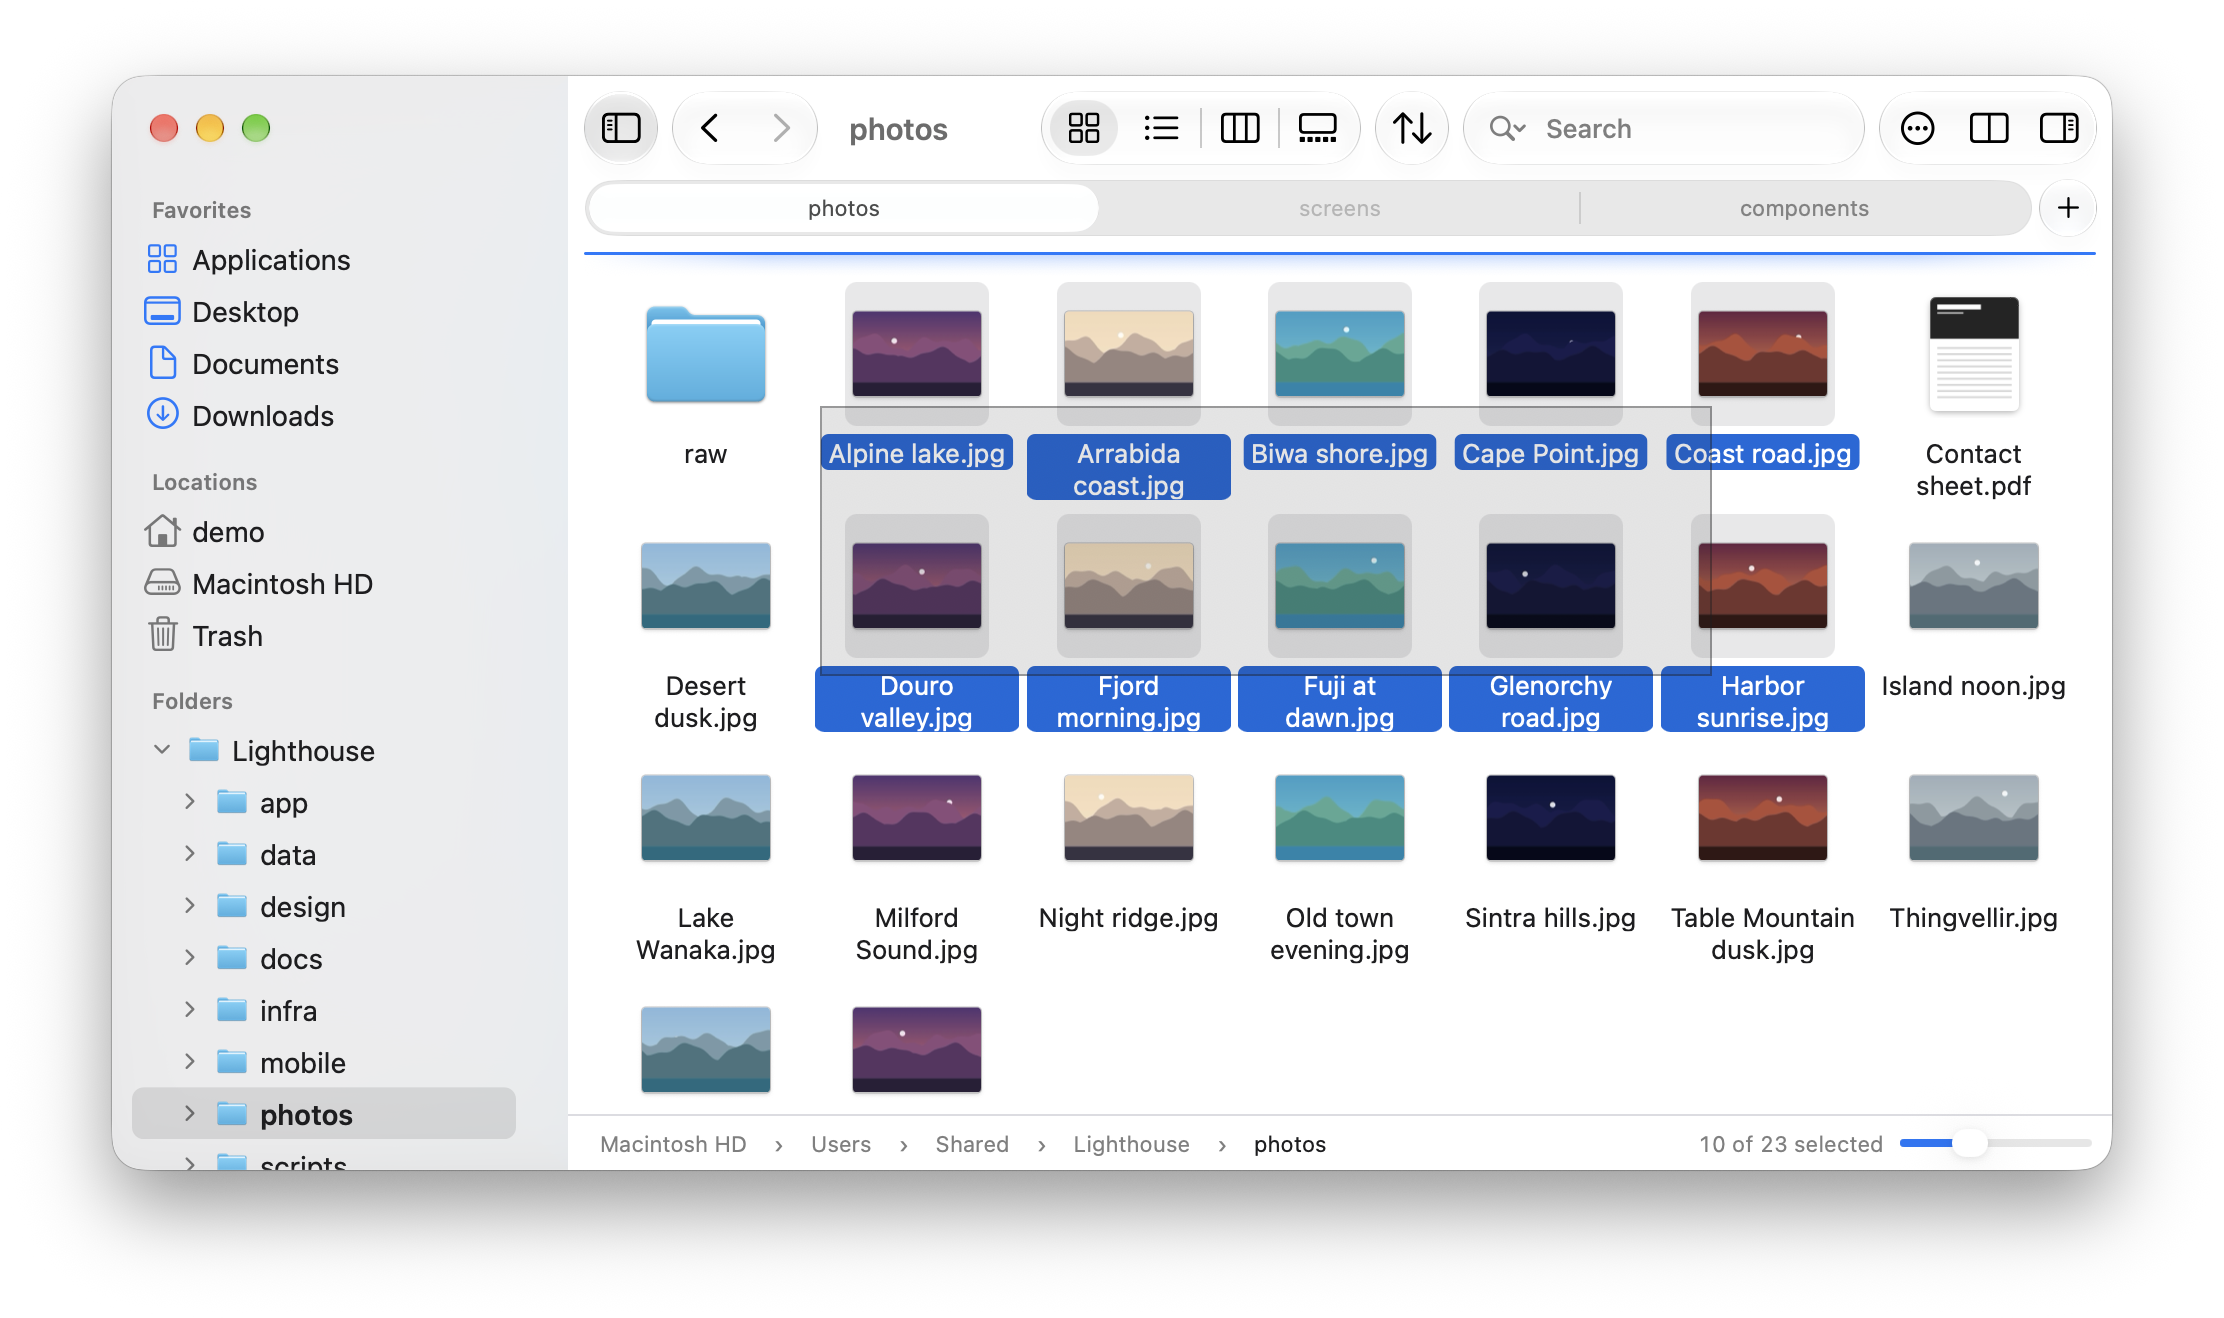 photos
Search
photos
screens
components
Favorites
Applications
Desktop
Documents
Downloads
Locations
demo
Macintosh HD
Trash
Folders
Lighthouse
app
data
design
docs
infra
mobile
photos
scripts
raw
Alpine lake.jpg
Arrabida
coast.jpg
Biwa shore.jpg
Cape Point.jpg
Coast road.jpg
Contact
sheet.pdf
Desert
dusk.jpg
Douro
valley.jpg
Fjord
morning.jpg
Fuji at
dawn.jpg
Glenorchy
road.jpg
Harbor
sunrise.jpg
Island noon.jpg
Lake
Wanaka.jpg
Milford
Sound.jpg
Night ridge.jpg
Old town
evening.jpg
Sintra hills.jpg
Table Mountain
dusk.jpg
Thingvellir.jpg
Macintosh HD › Users › Shared › Lighthouse › photos
10 of 23 selected